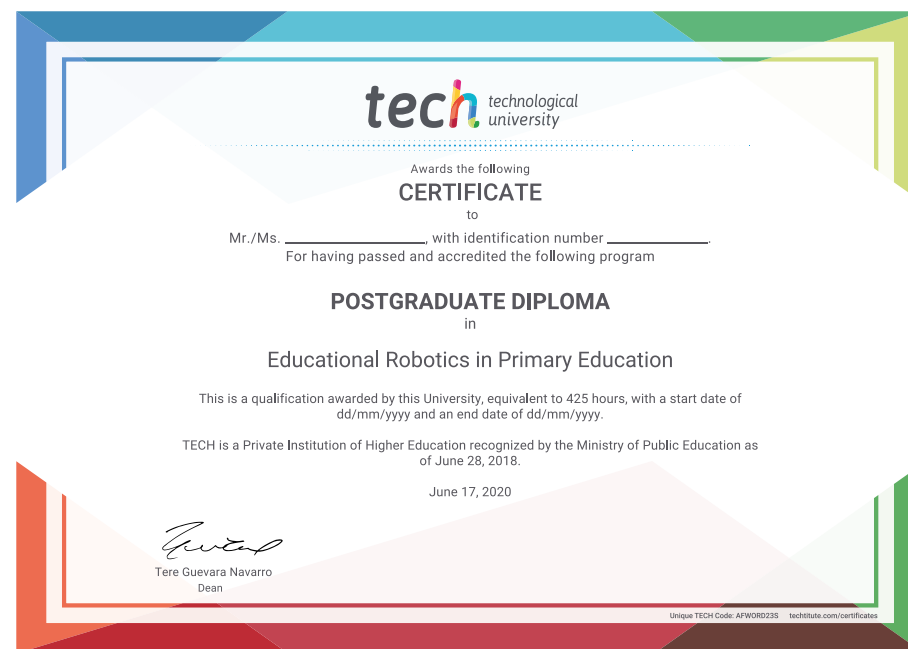 tech technological
university
Awards the following
CERTIFICATE
to
Mr./Ms. ____________________, with identification number ______________.
For having passed and accredited the following program
POSTGRADUATE DIPLOMA
in
Educational Robotics in Primary Education
This is a qualification awarded by this University, equivalent to 425 hours, with a start date of
dd/mm/yyyy and an end date of dd/mm/yyyy.
TECH is a Private Institution of Higher Education recognized by the Ministry of Public Education as
of June 28, 2018.
June 17, 2020
Tere Guevara Navarro
Dean
Unique TECH Code: AFWORD23S techtitute.com/certificates